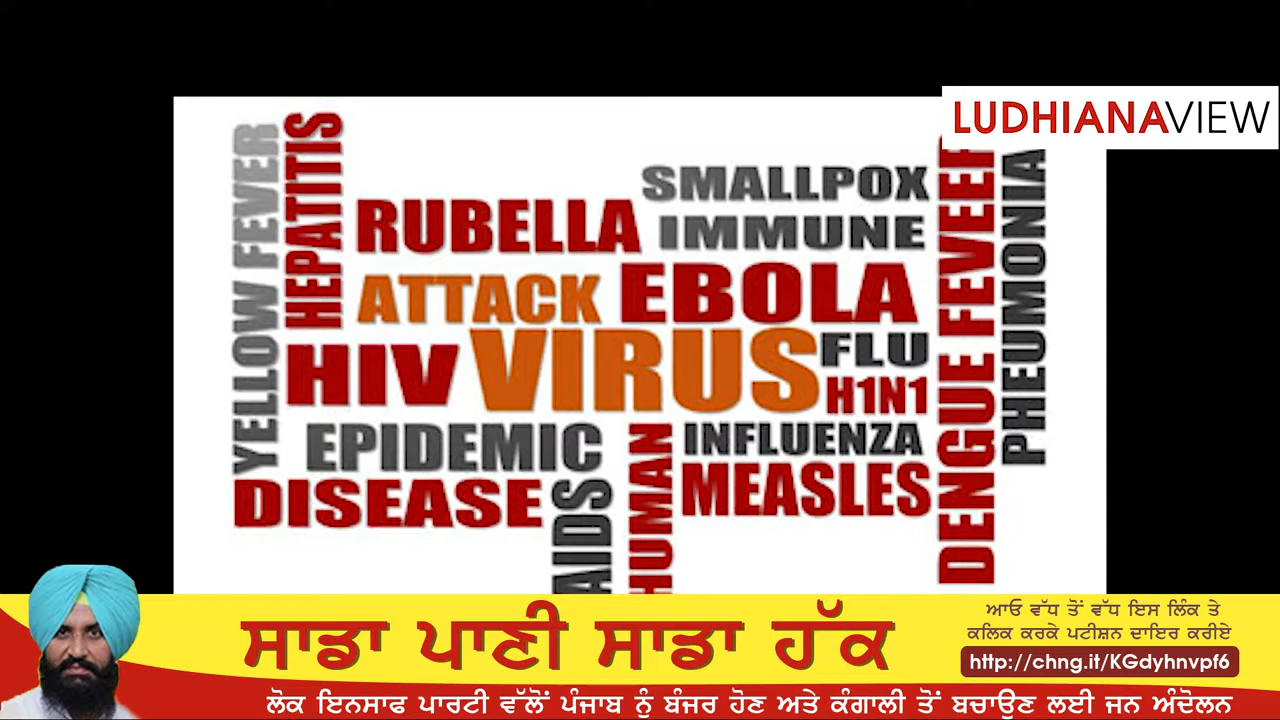 LUDHIANAVIEW
YELLOW FEVER
HEPATITIS
RUBELLA
SMALLPOX
IMMUNE
ATTACK
EBOLA
HIV
VIRUS
FLU
H1N1
EPIDEMIC
INFLUENZA
DISEASE
AIDS
HUMAN
MEASLES
DENGUE FEVER
PHEUMONIA
ਸਾਡਾ ਪਾਣੀ ਸਾਡਾ ਹੱਕ
ਆਓ ਵੱਧ ਤੋਂ ਵੱਧ ਇਸ ਲਿੰਕ ਤੇ
ਕਲਿਕ ਕਰਕੇ ਪਟੀਸ਼ਨ ਦਾਇਰ ਕਰੀਏ
http://chng.it/KGdyhnvpf6
ਲੋਕ ਇਨਸਾਫ ਪਾਰਟੀ ਵੱਲੋਂ ਪੰਜਾਬ ਨੂੰ ਬੰਜਰ ਹੋਣ ਅਤੇ ਕੰਗਾਲੀ ਤੋਂ ਬਚਾਉਣ ਲਈ ਜਨ ਅੰਦੋਲਨ